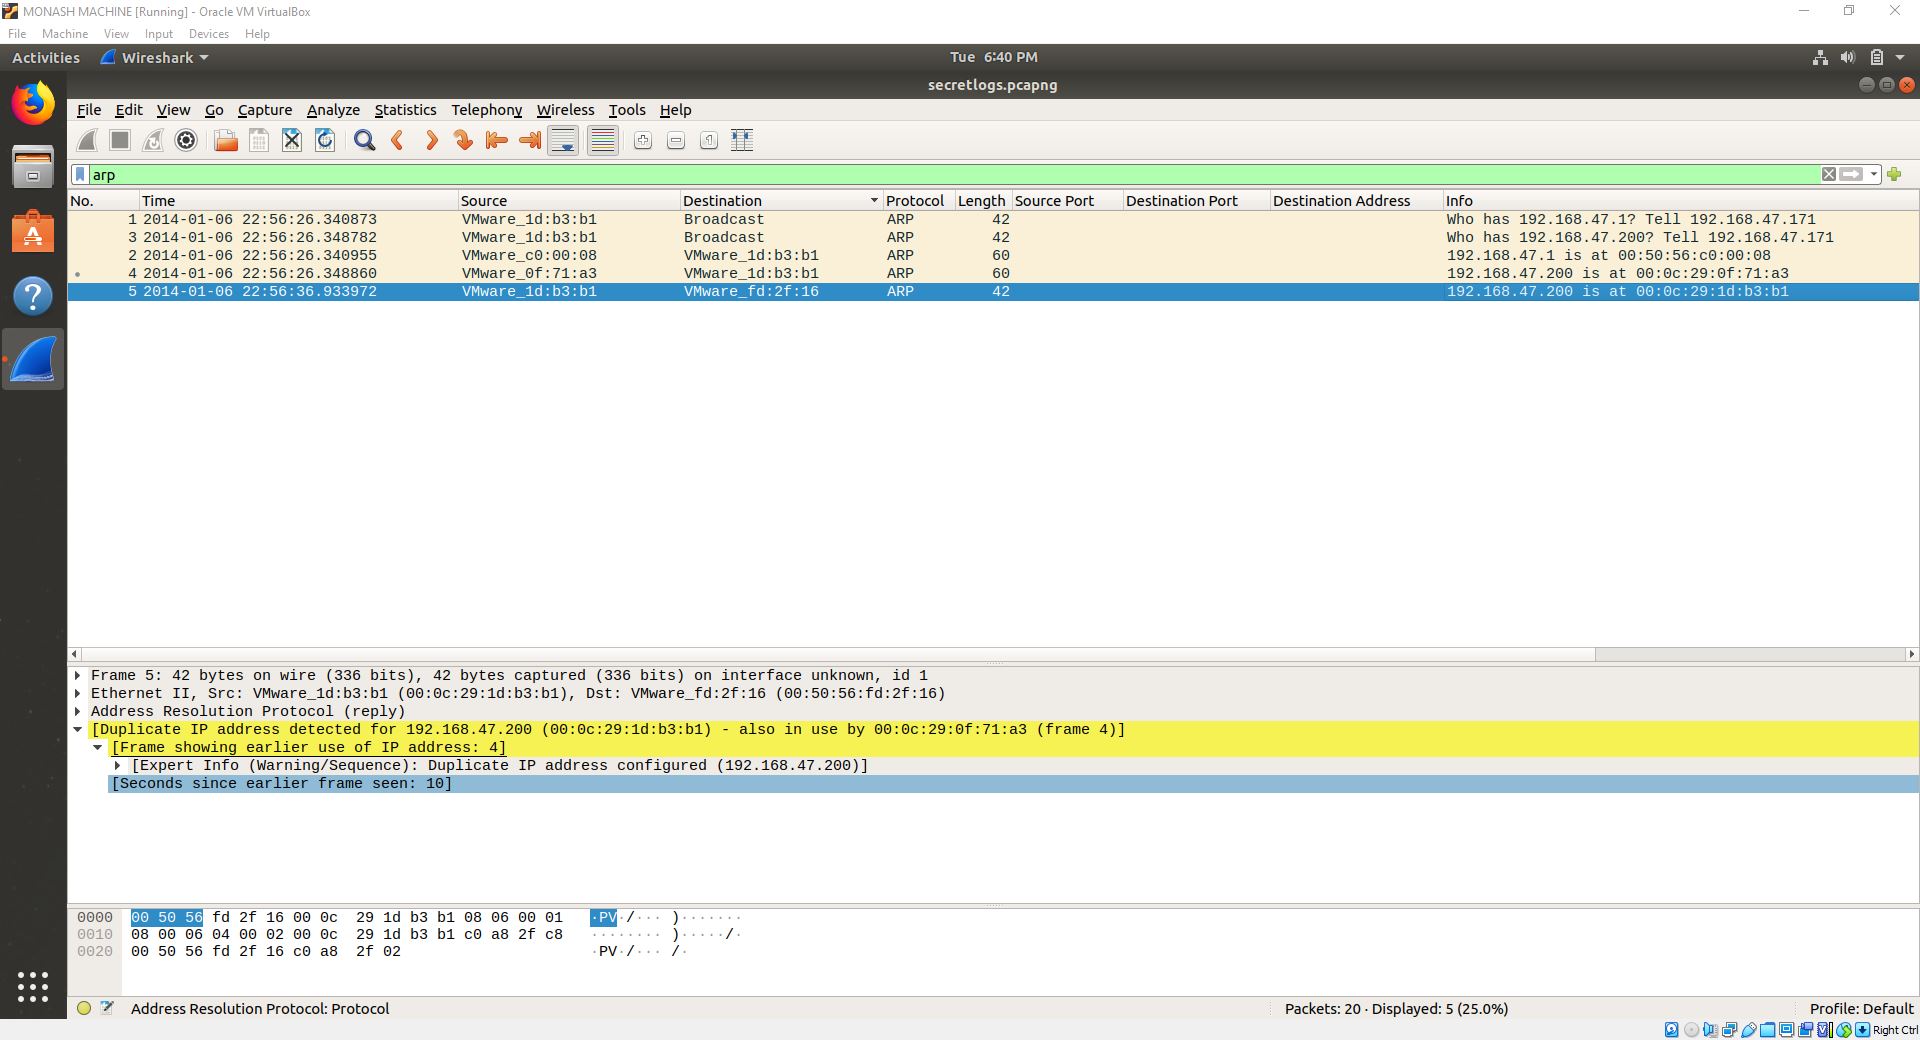 MONASH MACHINE [Running] - Oracle VM VirtualBox
File Machine View Input Devices Help
Activities Wireshark Tue 6:40 PM
secretlogs.pcapng
File Edit View Go Capture Analyze Statistics Telephony Wireless Tools Help
arp
No. Time Source Destination Protocol Length Source Port Destination Port Destination Address Info
1 2014-01-06 22:56:26.340873 VMware_1d:b3:b1 Broadcast ARP 42 Who has 192.168.47.1? Tell 192.168.47.171
3 2014-01-06 22:56:26.348782 VMware_1d:b3:b1 Broadcast ARP 42 Who has 192.168.47.200? Tell 192.168.47.171
2 2014-01-06 22:56:26.340955 VMware_c0:00:08 VMware_1d:b3:b1 ARP 60 192.168.47.1 is at 00:50:56:c0:00:08
4 2014-01-06 22:56:26.348860 VMware_0f:71:a3 VMware_1d:b3:b1 ARP 60 192.168.47.200 is at 00:0c:29:0f:71:a3
5 2014-01-06 22:56:36.933972 VMware_1d:b3:b1 VMware_fd:2f:16 ARP 42 192.168.47.200 is at 00:0c:29:1d:b3:b1
Frame 5: 42 bytes on wire (336 bits), 42 bytes captured (336 bits) on interface unknown, id 1
Ethernet II, Src: VMware_1d:b3:b1 (00:0c:29:1d:b3:b1), Dst: VMware_fd:2f:16 (00:50:56:fd:2f:16)
Address Resolution Protocol (reply)
[Duplicate IP address detected for 192.168.47.200 (00:0c:29:1d:b3:b1) - also in use by 00:0c:29:0f:71:a3 (frame 4)]
[Frame showing earlier use of IP address: 4]
[Expert Info (Warning/Sequence): Duplicate IP address configured (192.168.47.200)]
[Seconds since earlier frame seen: 10]
0000 00 50 56 fd 2f 16 00 0c 29 1d b3 b1 08 06 00 01 ·PV·/··· )·······
0010 08 00 06 04 00 02 00 0c 29 1d b3 b1 c0 a8 2f c8 ········ )·····/·
0020 00 50 56 fd 2f 16 c0 a8 2f 02 ·PV·/··· /·
Address Resolution Protocol: Protocol Packets: 20 · Displayed: 5 (25.0%) Profile: Default
Right Ctrl